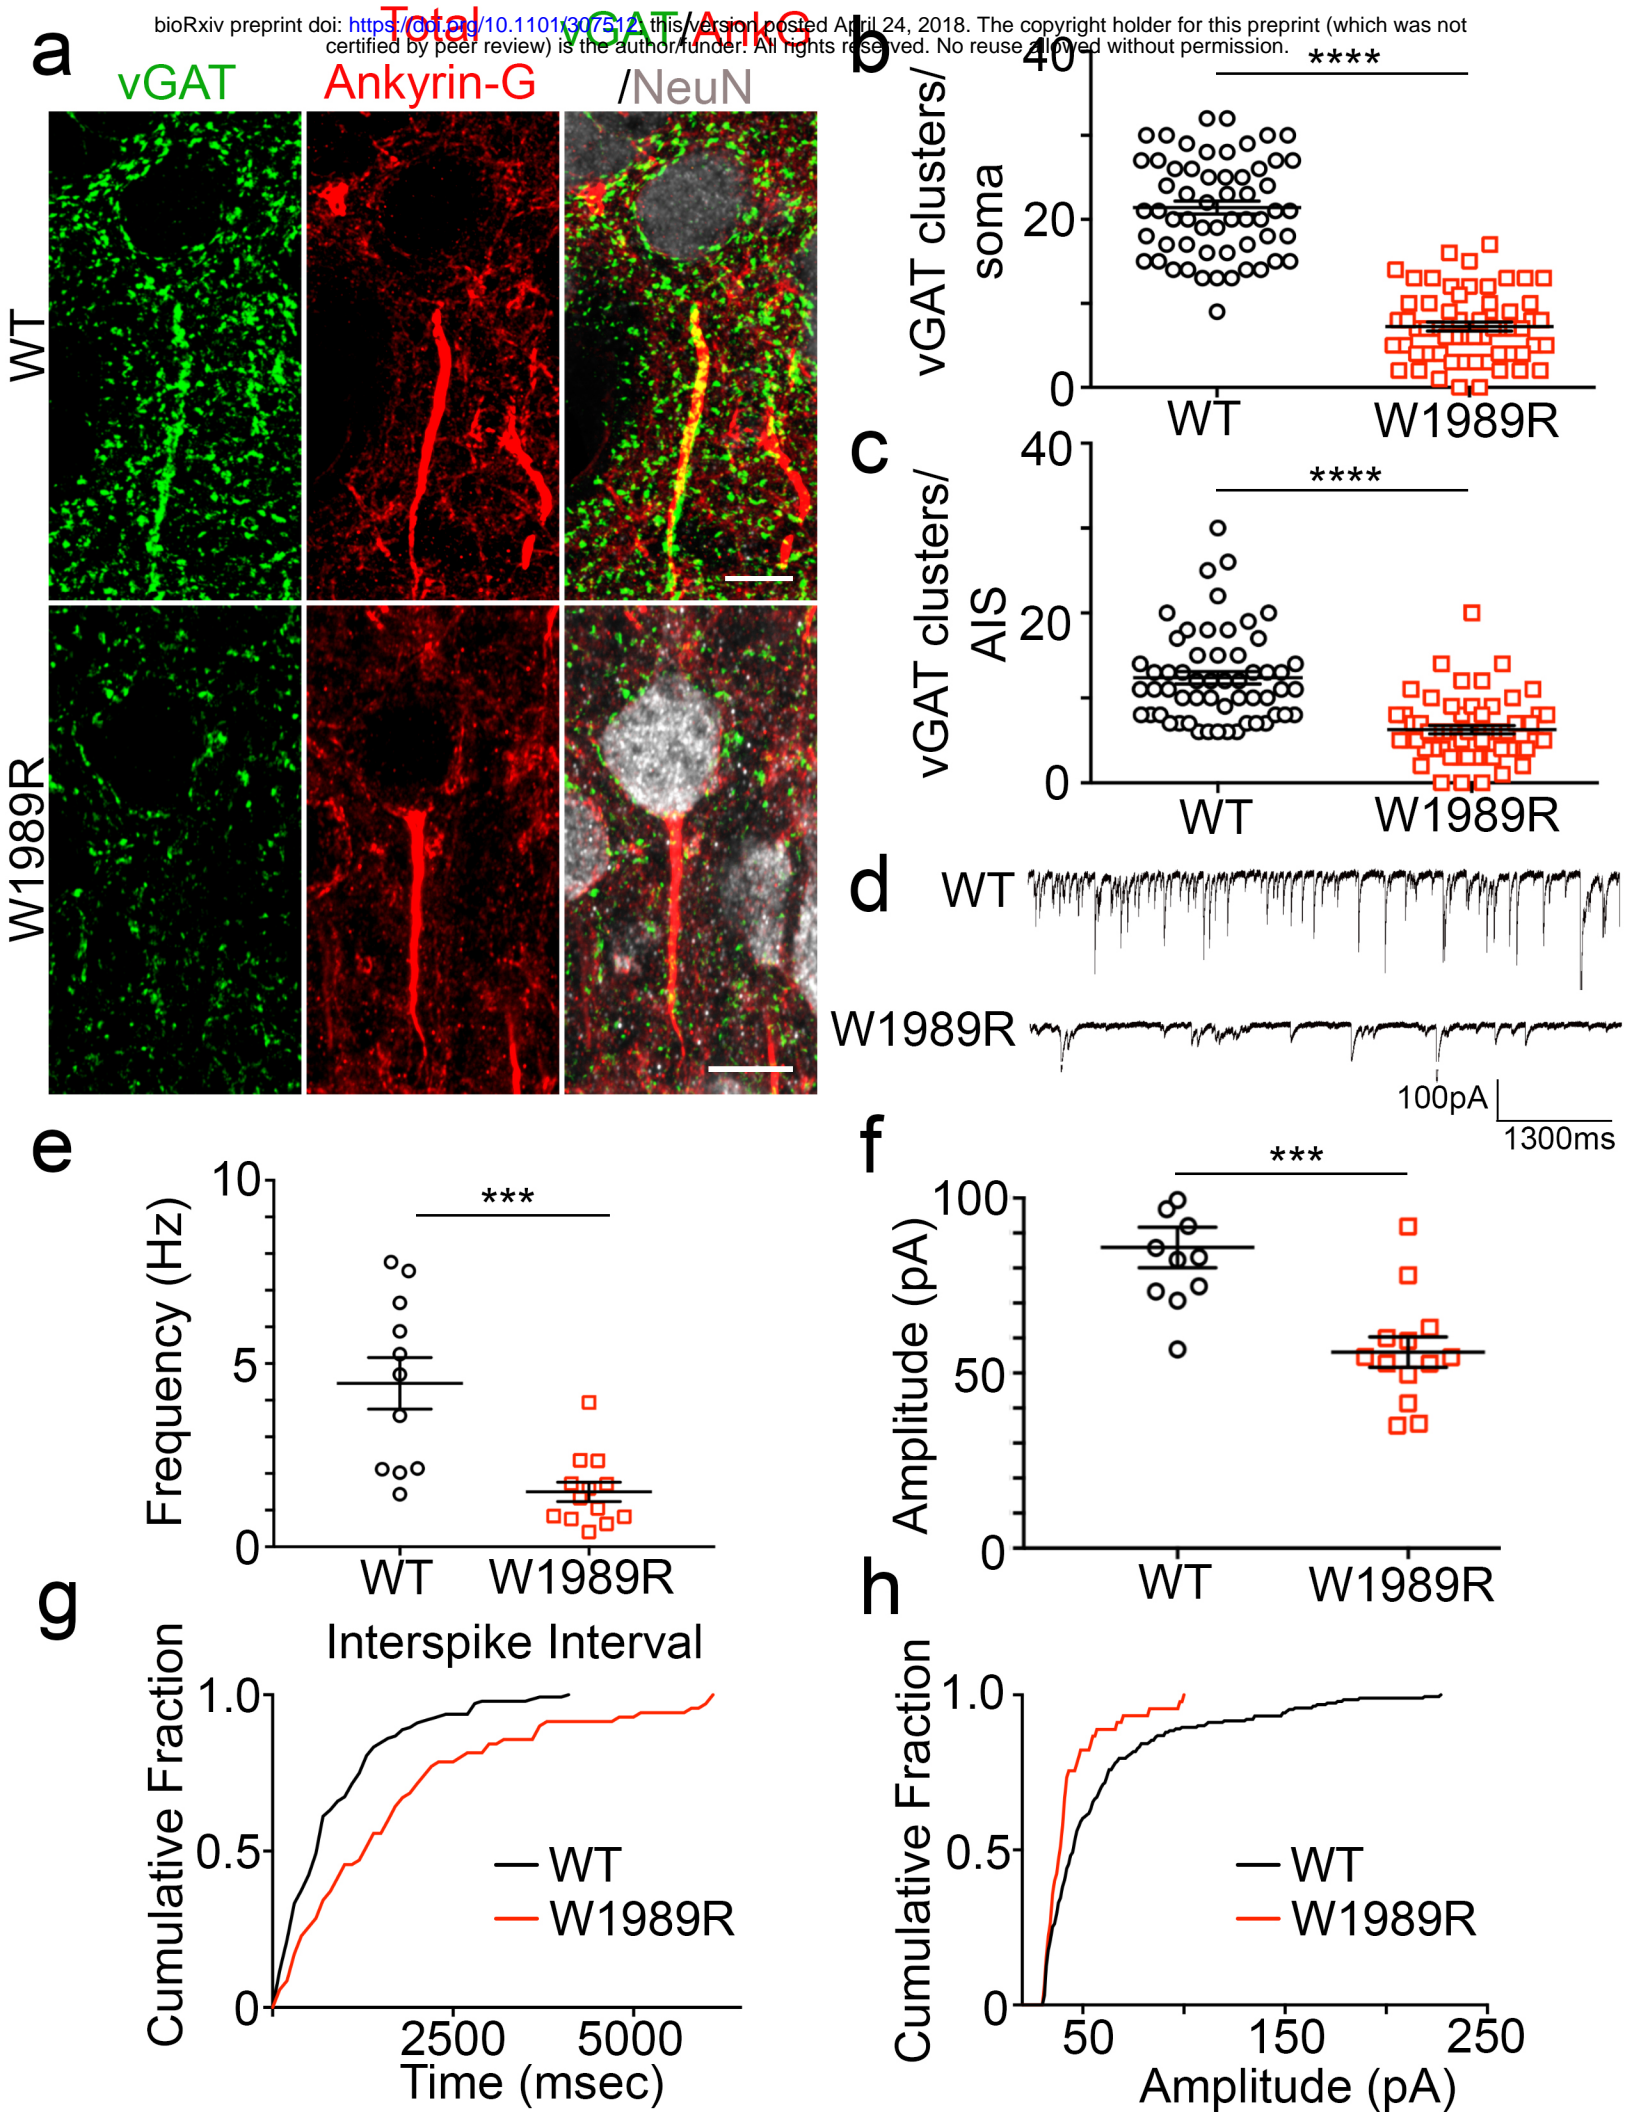 bioRxiv preprint doi: https://doi.org/10.1101/307512; this version posted April 24, 2018. The copyright holder for this preprint (which was not
certified by peer review) is the author/funder. All rights reserved. No reuse allowed without permission.
a
vGAT
Total
Ankyrin-G
vGAT/AnkG
/NeuN
WT
W1989R
b
vGAT clusters/
soma
40
20
0
****
WT
W1989R
c
vGAT clusters/
AIS
40
20
0
****
WT
W1989R
d
WT
W1989R
100pA
1300ms
e
Frequency (Hz)
10
5
0
***
WT
W1989R
f
Amplitude (pA)
100
50
0
***
WT
W1989R
g
Interspike Interval
Cumulative Fraction
1.0
0.5
0
WT
W1989R
2500
5000
Time (msec)
h
Cumulative Fraction
1.0
0.5
0
WT
W1989R
50
150
250
Amplitude (pA)